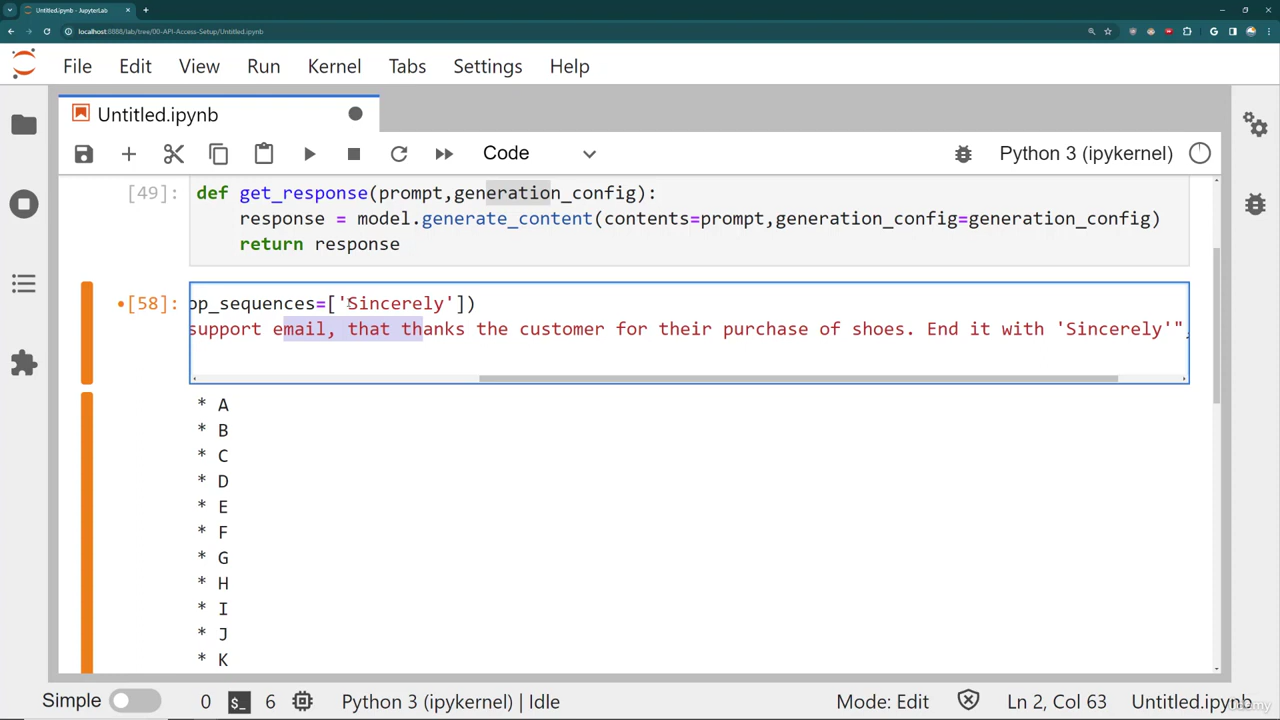 Untitled.ipynb - JupyterLab
localhost:8888/lab/tree/00-API-Access-Setup/Untitled.ipynb
File Edit View Run Kernel Tabs Settings Help
Untitled.ipynb
Code
Python 3 (ipykernel)
[49]: def get_response(prompt,generation_config):
response = model.generate_content(contents=prompt,generation_config=generation_config)
return response
[58]: op_sequences=['Sincerely'])
support email, that thanks the customer for their purchase of shoes. End it with 'Sincerely'"
* A
* B
* C
* D
* E
* F
* G
* H
* I
* J
* K
Simple 0 $_ 6 Python 3 (ipykernel) | Idle Mode: Edit Ln 2, Col 63 Untitled.ipynb
Udemy